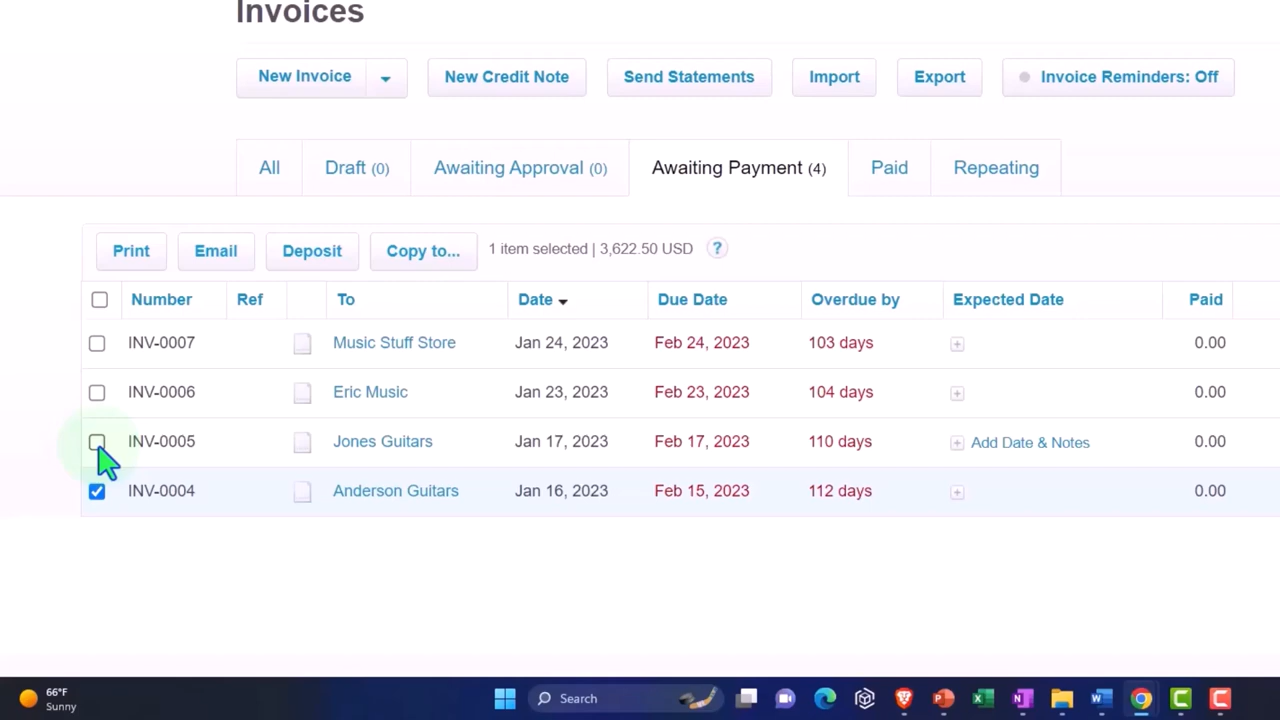 Invoices
New Invoice New Credit Note Send Statements Import Export Invoice Reminders: Off
All Draft (0) Awaiting Approval (0) Awaiting Payment (4) Paid Repeating
Print Email Deposit Copy to... 1 item selected | 3,622.50 USD ?
Number Ref To Date Due Date Overdue by Expected Date Paid
INV-0007 Music Stuff Store Jan 24, 2023 Feb 24, 2023 103 days 0.00
INV-0006 Eric Music Jan 23, 2023 Feb 23, 2023 104 days 0.00
INV-0005 Jones Guitars Jan 17, 2023 Feb 17, 2023 110 days Add Date & Notes 0.00
INV-0004 Anderson Guitars Jan 16, 2023 Feb 15, 2023 112 days 0.00
66°F
Sunny
Search